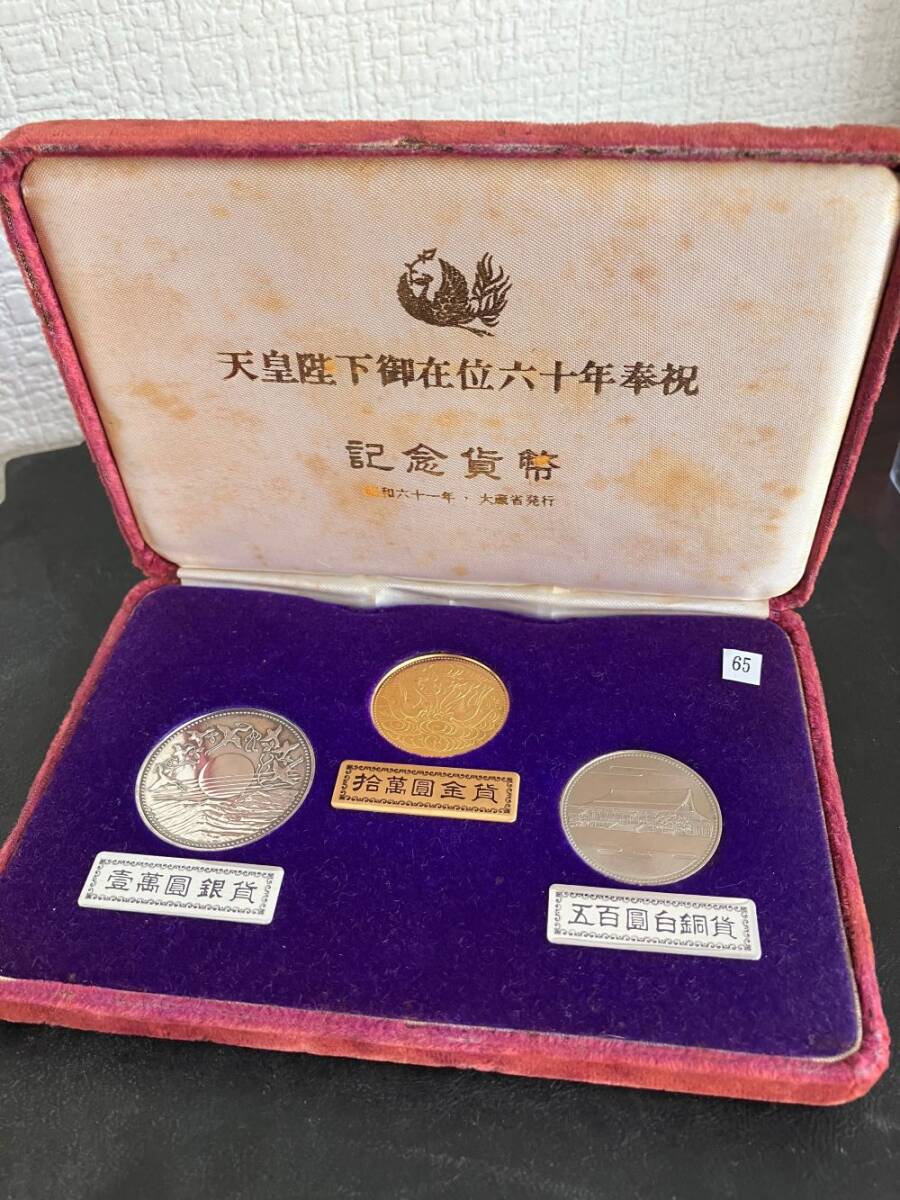 天皇陛下御在位六十年奉祝
記念貨幣
昭和六十一年・大蔵省発行
65
拾萬圓金貨
壹萬圓銀貨
五百圓白銅貨